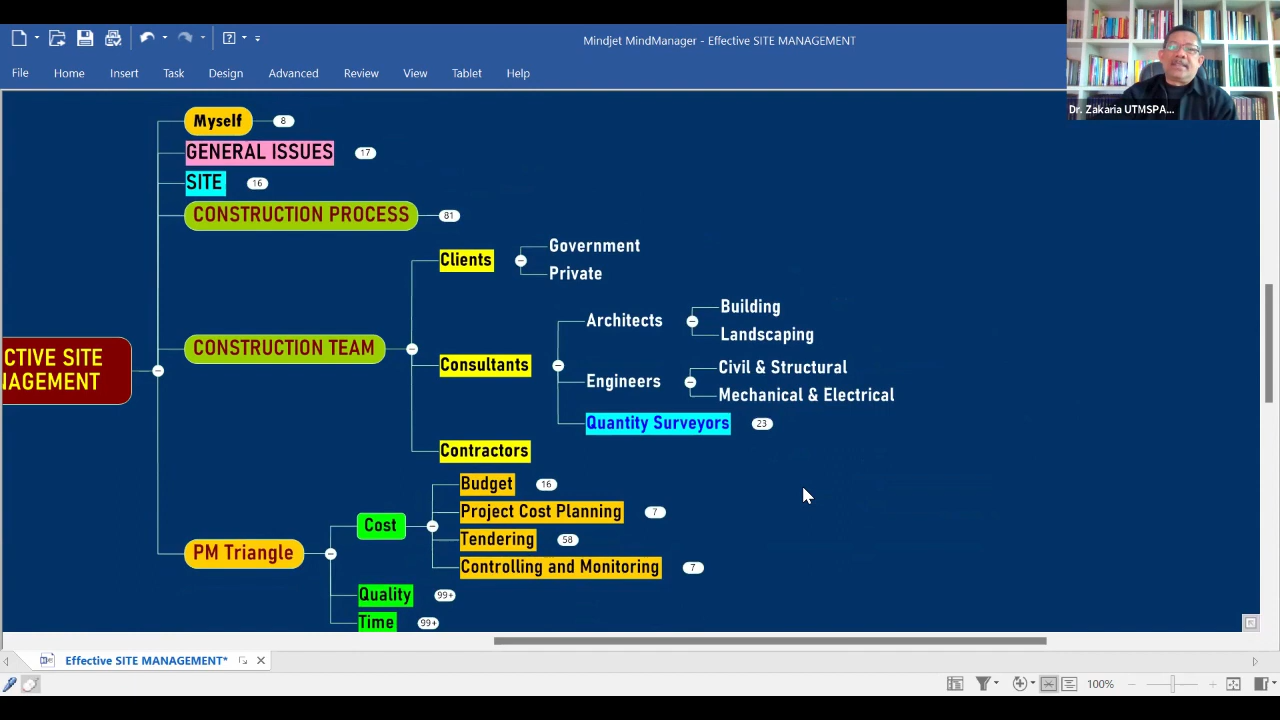 Mindjet MindManager - Effective SITE MANAGEMENT
File Home Insert Task Design Advanced Review View Tablet Help
Dr. Zakaria UTMSPA...
Myself 8
GENERAL ISSUES 17
SITE 16
CONSTRUCTION PROCESS 81
CTIVE SITE
NAGEMENT
CONSTRUCTION TEAM
Clients
Government
Private
Consultants
Architects
Building
Landscaping
Engineers
Civil & Structural
Mechanical & Electrical
Quantity Surveyors 23
Contractors
PM Triangle
Cost
Budget 16
Project Cost Planning 7
Tendering 58
Controlling and Monitoring 7
Quality 99+
Time 99+
Effective SITE MANAGEMENT*
100%